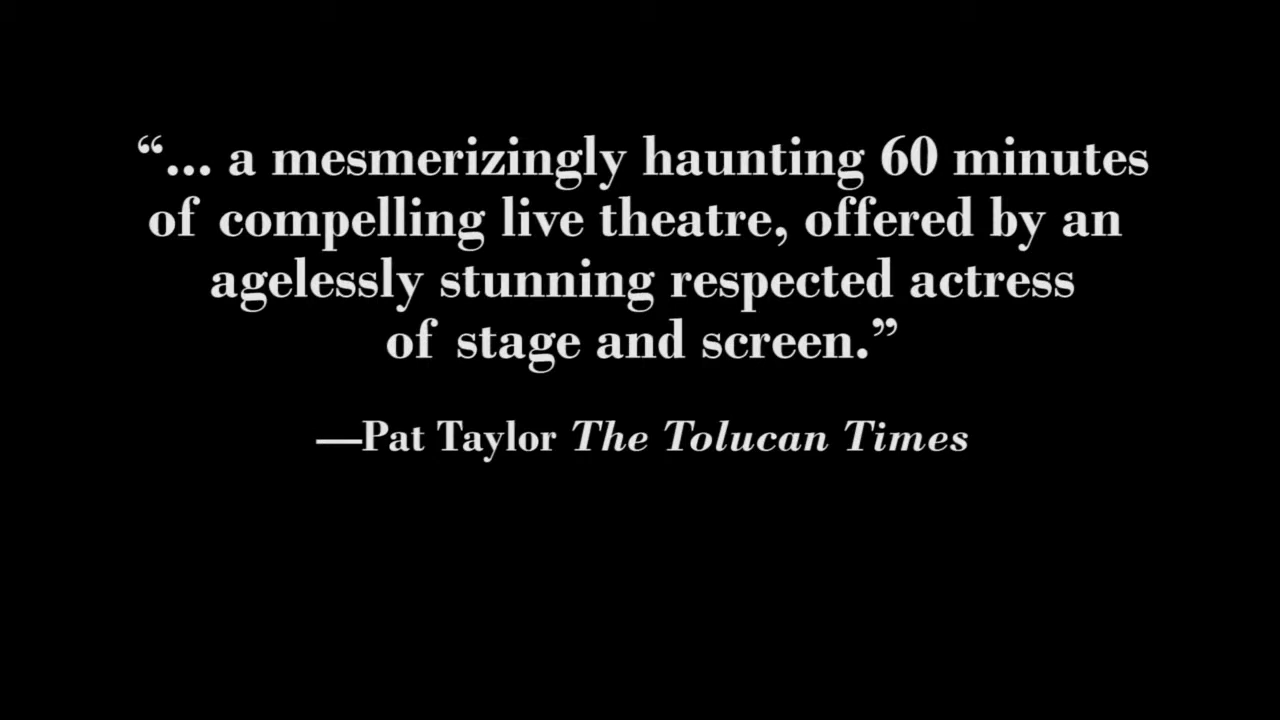 “... a mesmerizingly haunting 60 minutes
of compelling live theatre, offered by an
agelessly stunning respected actress
of stage and screen.”
—Pat Taylor The Tolucan Times